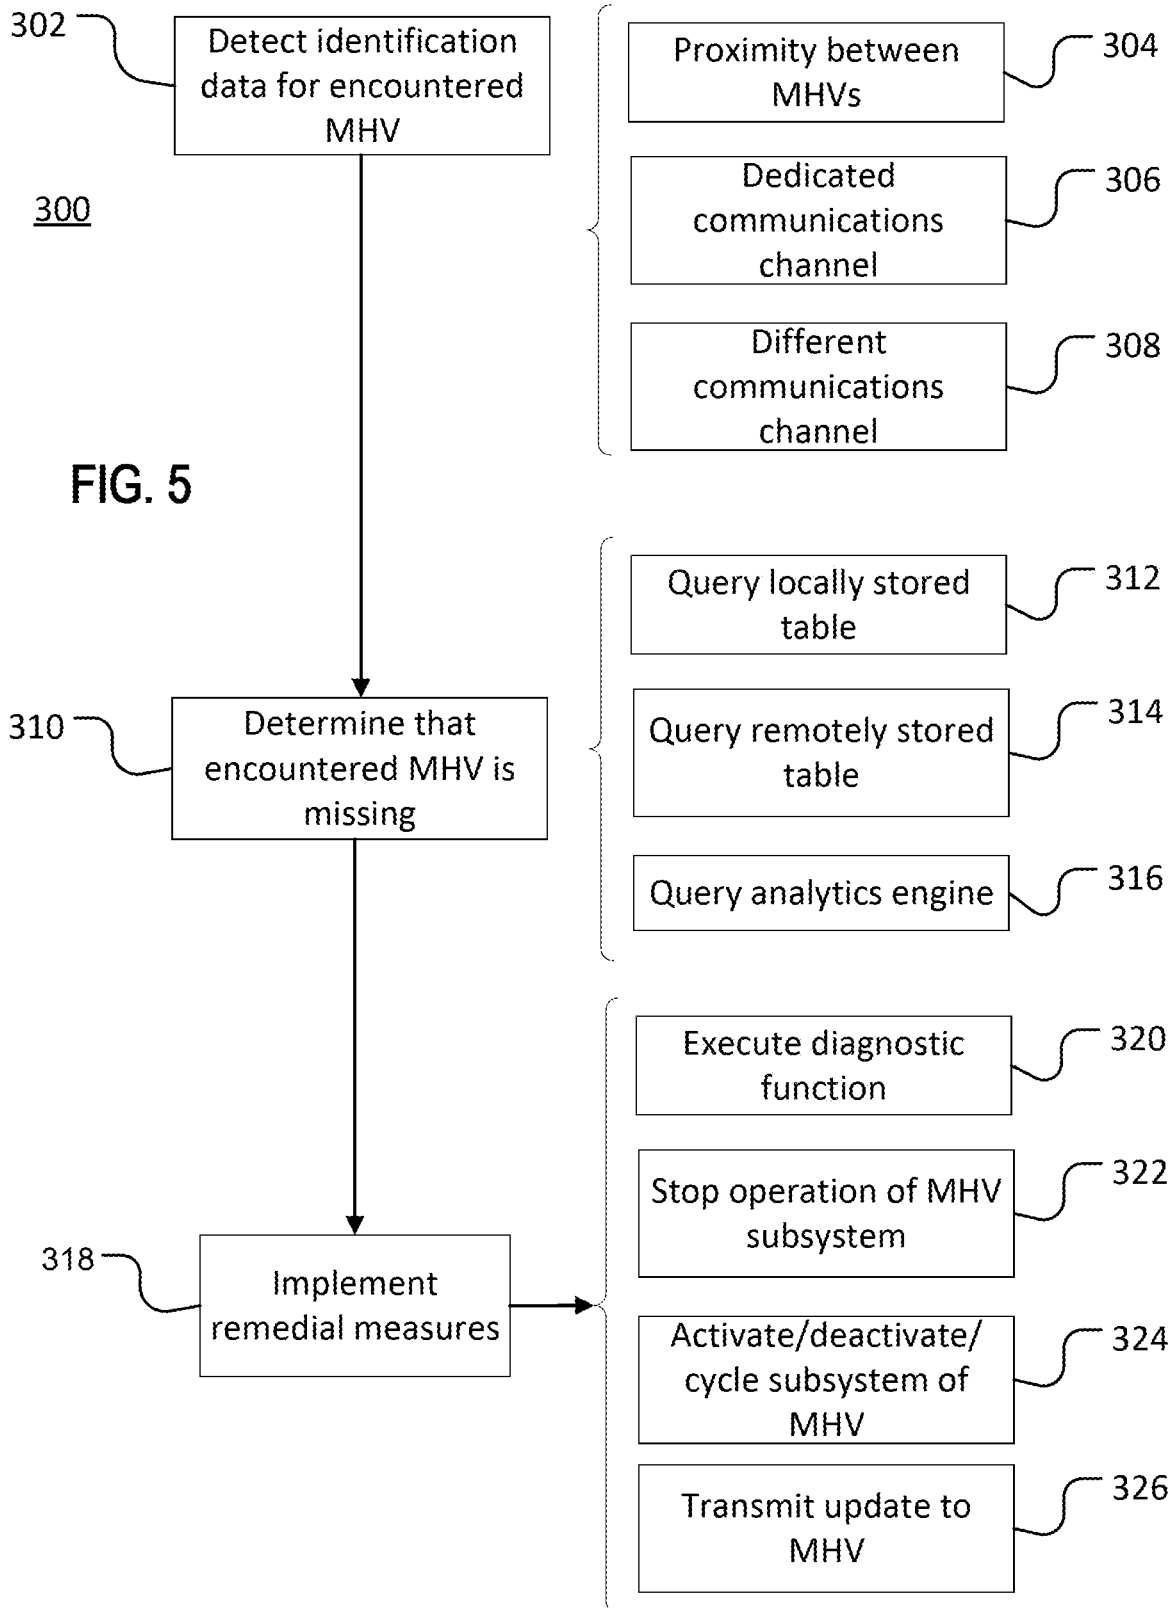 302
Detect identification
data for encountered
MHV
300
Proximity between
MHVs
304
Dedicated
communications
channel
306
Different
communications
channel
308
FIG. 5
310
Determine that
encountered MHV is
missing
Query locally stored
table
312
Query remotely stored
table
314
Query analytics engine
316
318
Implement
remedial measures
Execute diagnostic
function
320
Stop operation of MHV
subsystem
322
Activate/deactivate/
cycle subsystem of
MHV
324
Transmit update to
MHV
326